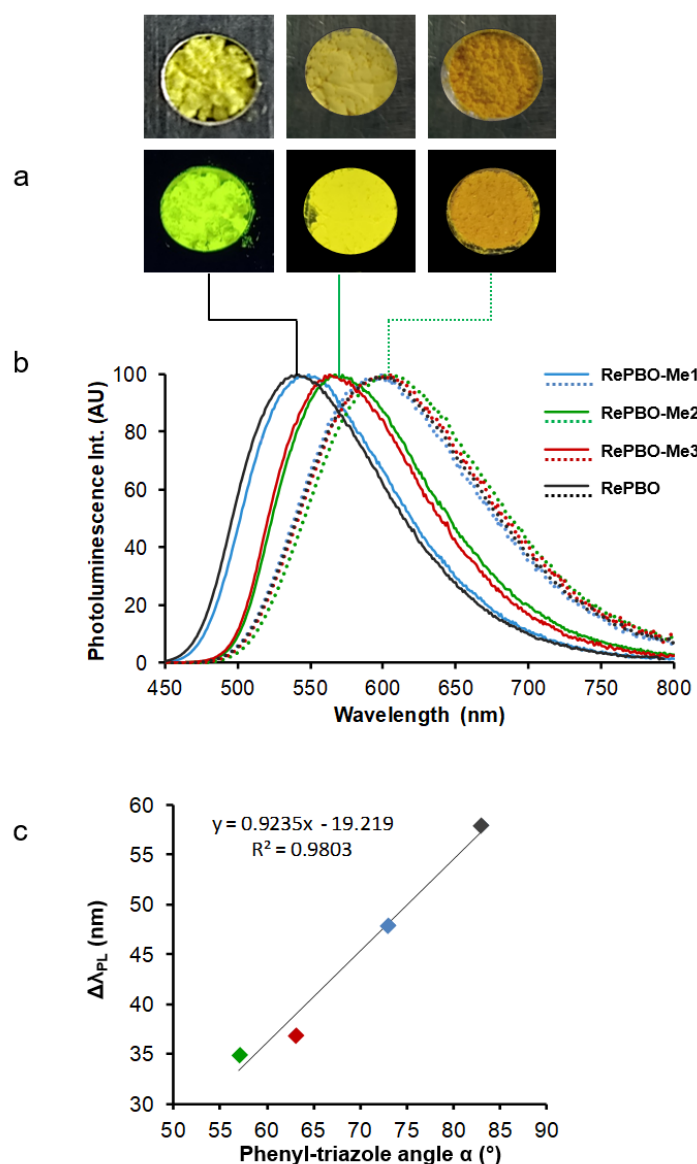 a
b
Photoluminescence Int. (AU)
100
80
60
40
20
0
450 500 550 600 650 700 750 800
Wavelength (nm)
RePBO-Me1
RePBO-Me2
RePBO-Me3
RePBO
c
y = 0.9235x - 19.219
R² = 0.9803
ΔλPL (nm)
60
55
50
45
40
35
30
50 55 60 65 70 75 80 85 90
Phenyl-triazole angle α (°)